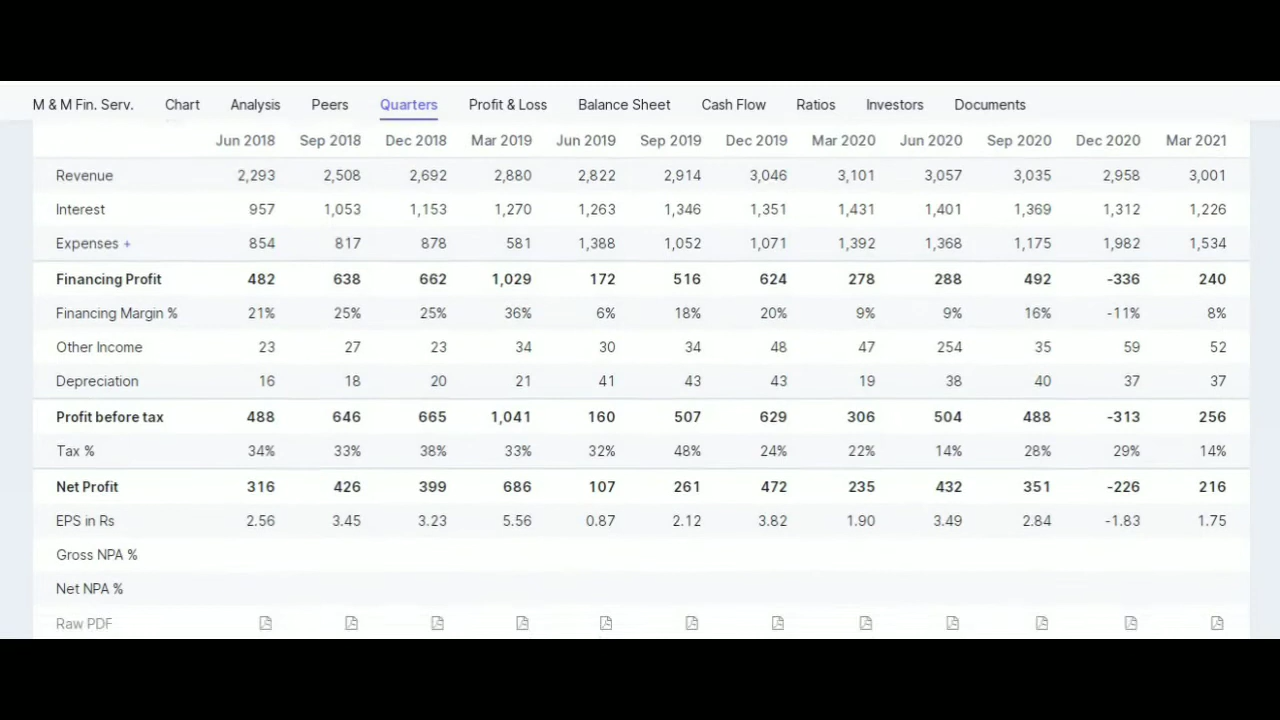 M & M Fin. Serv. Chart Analysis Peers Quarters Profit & Loss Balance Sheet Cash Flow Ratios Investors Documents
Jun 2018 Sep 2018 Dec 2018 Mar 2019 Jun 2019 Sep 2019 Dec 2019 Mar 2020 Jun 2020 Sep 2020 Dec 2020 Mar 2021
Revenue 2,293 2,508 2,692 2,880 2,822 2,914 3,046 3,101 3,057 3,035 2,958 3,001
Interest 957 1,053 1,153 1,270 1,263 1,346 1,351 1,431 1,401 1,369 1,312 1,226
Expenses + 854 817 878 581 1,388 1,052 1,071 1,392 1,368 1,175 1,982 1,534
Financing Profit 482 638 662 1,029 172 516 624 278 288 492 -336 240
Financing Margin % 21% 25% 25% 36% 6% 18% 20% 9% 9% 16% -11% 8%
Other Income 23 27 23 34 30 34 48 47 254 35 59 52
Depreciation 16 18 20 21 41 43 43 19 38 40 37 37
Profit before tax 488 646 665 1,041 160 507 629 306 504 488 -313 256
Tax % 34% 33% 38% 33% 32% 48% 24% 22% 14% 28% 29% 14%
Net Profit 316 426 399 686 107 261 472 235 432 351 -226 216
EPS in Rs 2.56 3.45 3.23 5.56 0.87 2.12 3.82 1.90 3.49 2.84 -1.83 1.75
Gross NPA %
Net NPA %
Raw PDF